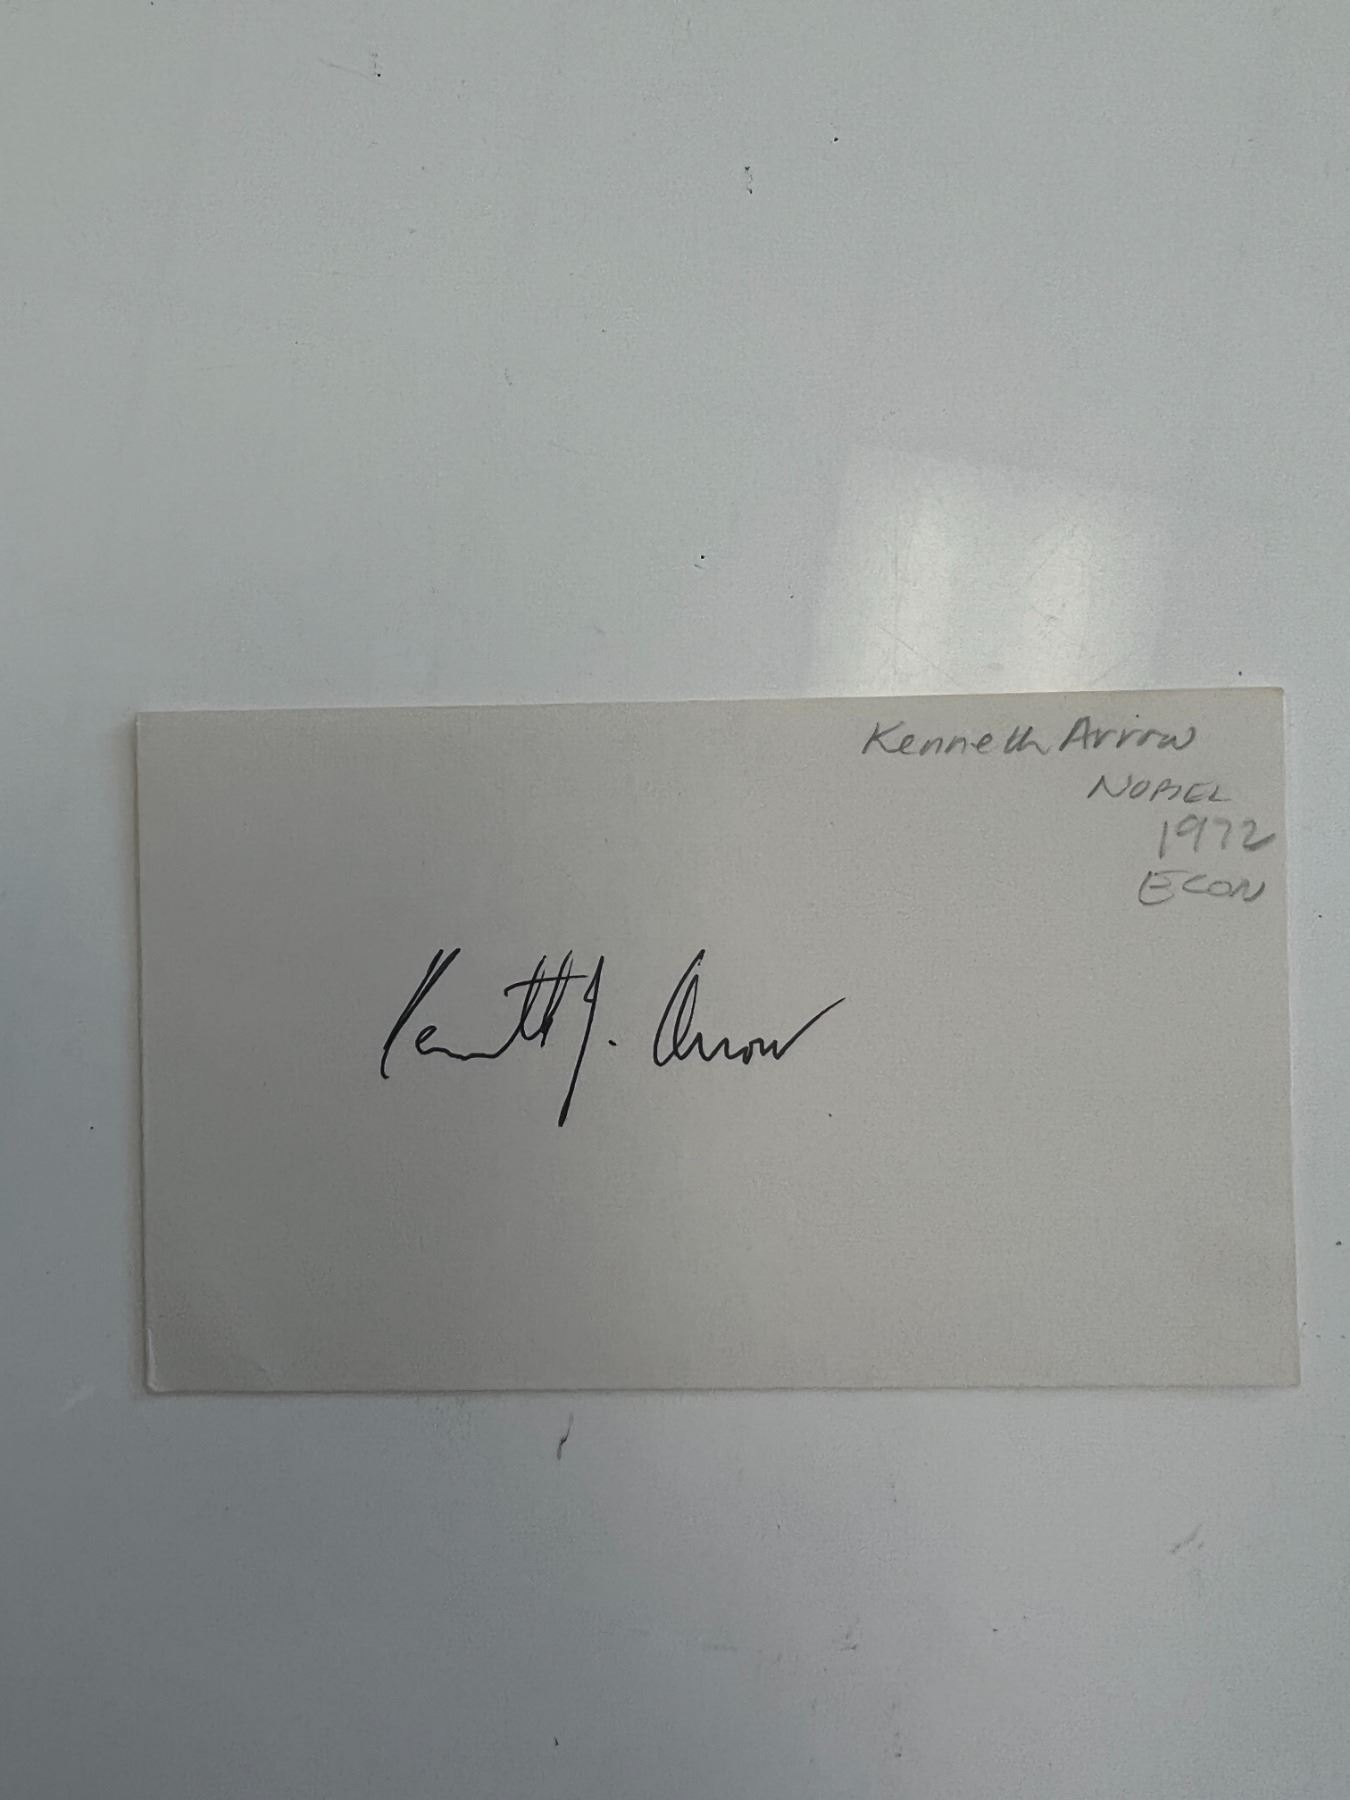 Kenneth Arrow
NOBEL
1972
ECON
Kenneth J. Arrow